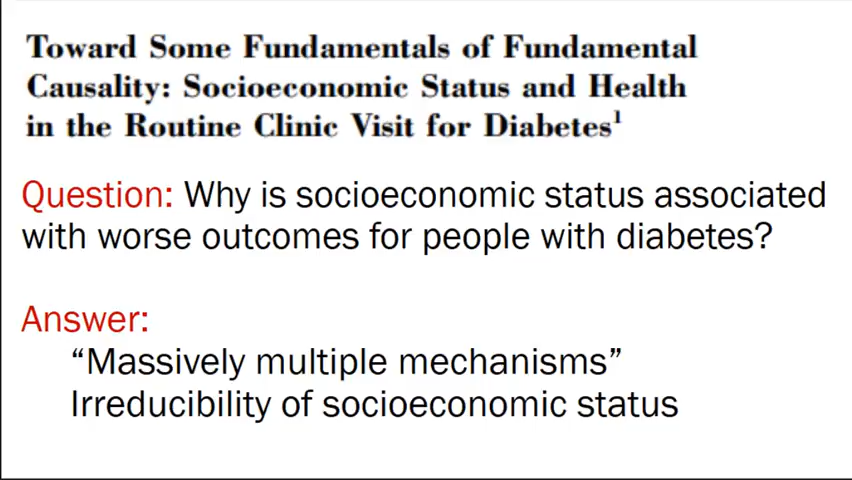 Toward Some Fundamentals of Fundamental
Causality: Socioeconomic Status and Health
in the Routine Clinic Visit for Diabetes¹
Question: Why is socioeconomic status associated
with worse outcomes for people with diabetes?
Answer:
“Massively multiple mechanisms”
Irreducibility of socioeconomic status